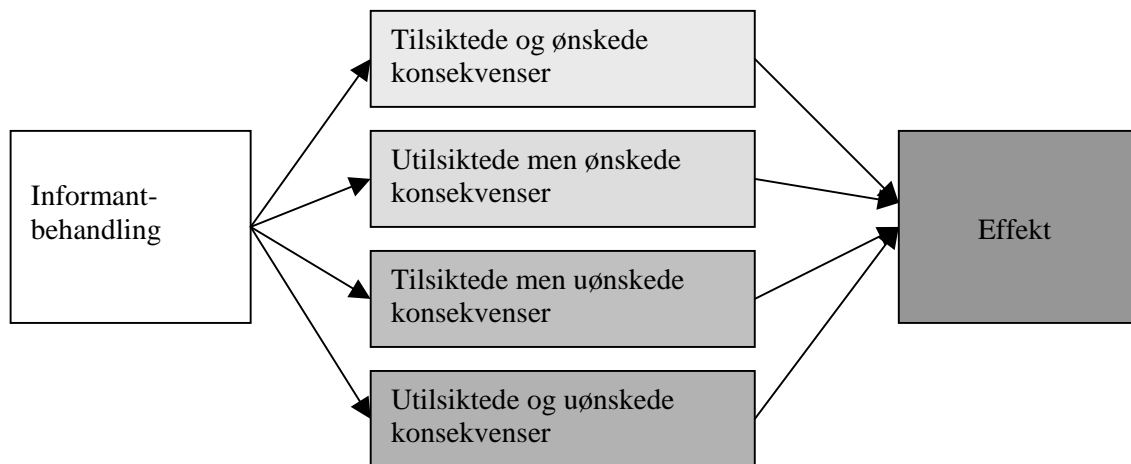 Tilsiktede og ønskede
konsekvenser
Utilsiktede men ønskede
konsekvenser
Informant-
behandling
Effekt
Tilsiktede men uønskede
konsekvenser
Utilsiktede og uønskede
konsekvenser